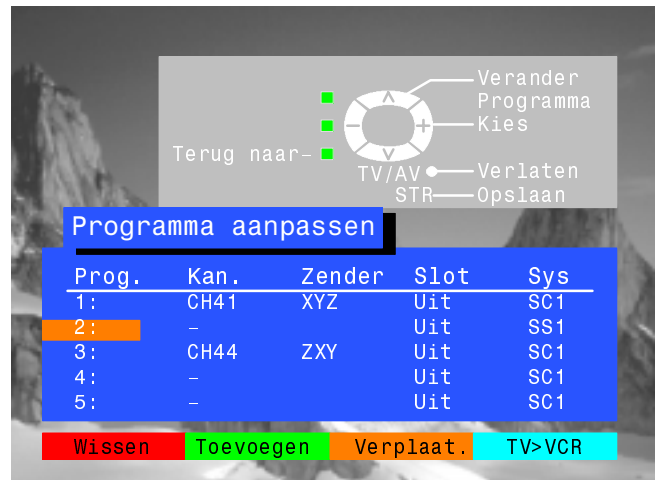 Verander
Programma
Kies
Terug naar
TV/AV Verlaten
STR Opslaan
Programma aanpassen
Prog. Kan. Zender Slot Sys
1: CH41 XYZ Uit SC1
2: – Uit SS1
3: CH44 ZXY Uit SC1
4: – Uit SC1
5: – Uit SC1
Wissen Toevoegen Verplaat. TV>VCR